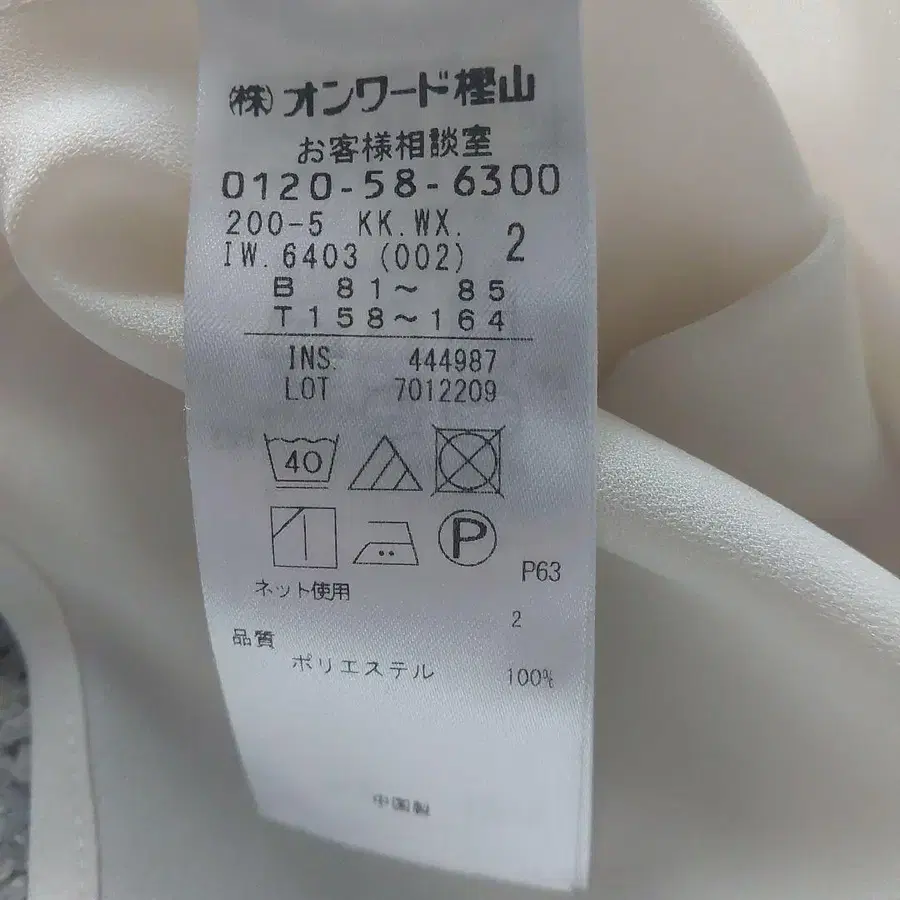 ㈱オンワード樫山
お客様相談室
0120-58-6300
200-5 KK.WX.
IW.6403 (002) 2
B 81～ 85
T158～164
INS. 444987
LOT 7012209
40
P
P63
ネット使用
2
品質
ポリエステル 100%
中国製